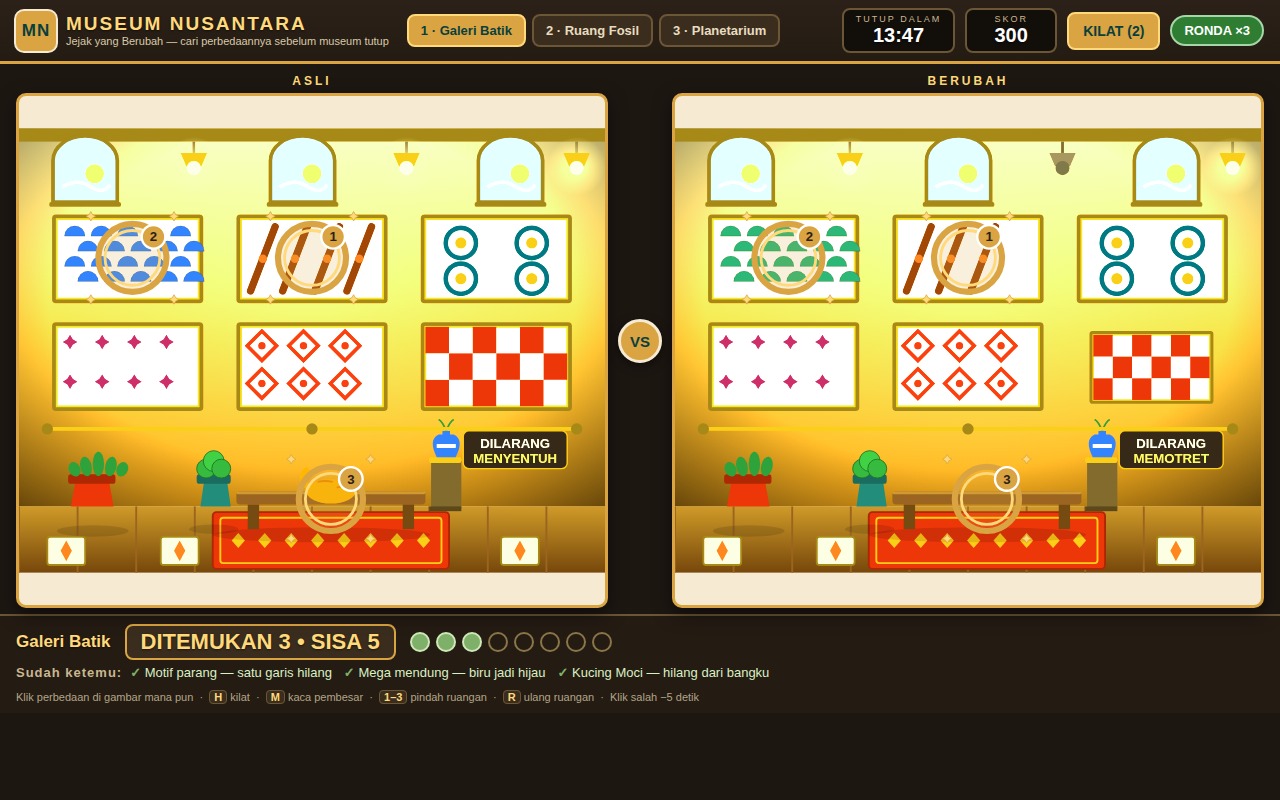 MN
MUSEUM NUSANTARA
Jejak yang Berubah — cari perbedaannya sebelum museum tutup
1 · Galeri Batik
2 · Ruang Fosil
3 · Planetarium
TUTUP DALAM
13:47
SKOR
300
KILAT (2)
RONDA ×3
ASLI
BERUBAH
2
1
2
1
VS
DILARANG
MENYENTUH
DILARANG
MEMOTRET
3
3
Galeri Batik
DITEMUKAN 3 • SISA 5
Sudah ketemu: ✓ Motif parang — satu garis hilang ✓ Mega mendung — biru jadi hijau ✓ Kucing Moci — hilang dari bangku
Klik perbedaan di gambar mana pun · H kilat · M kaca pembesar · 1–3 pindah ruangan · R ulang ruangan · Klik salah −5 detik